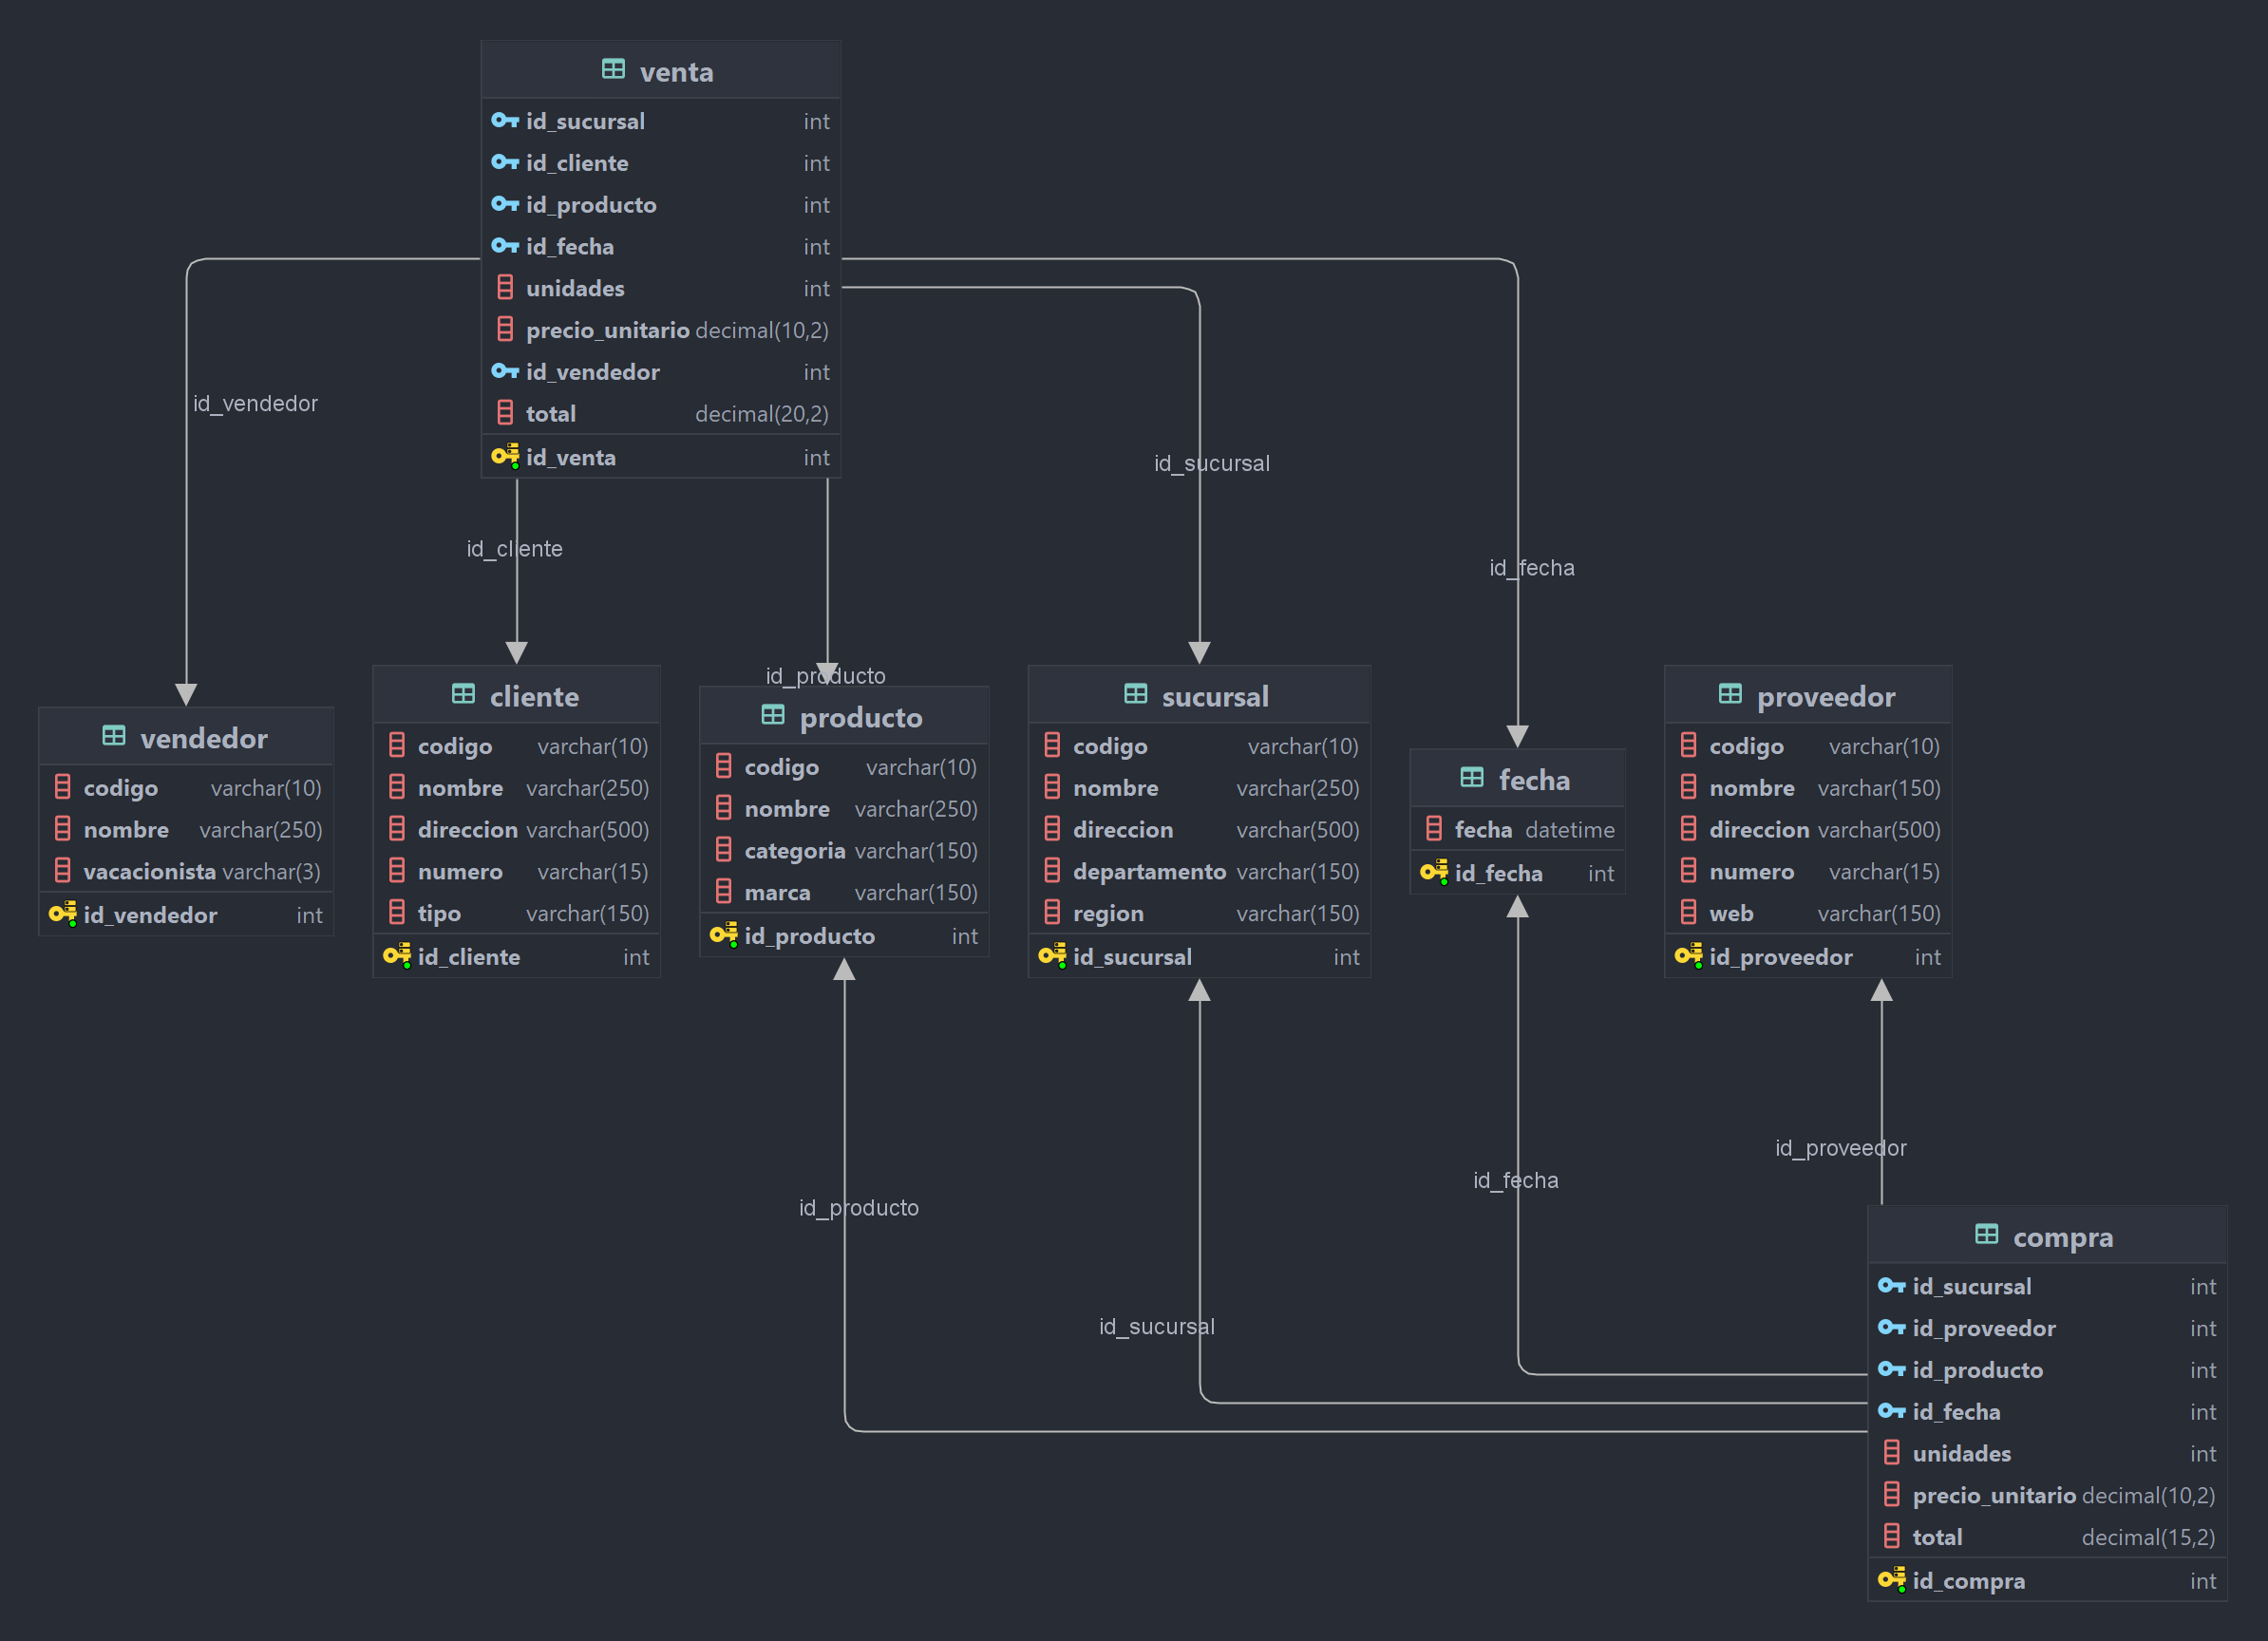 venta
id_sucursal int
id_cliente int
id_producto int
id_fecha int
unidades int
precio_unitario decimal(10,2)
id_vendedor int
total decimal(20,2)
id_venta int
id_vendedor
id_cliente
id_producto
id_sucursal
id_fecha
vendedor
codigo varchar(10)
nombre varchar(250)
vacacionista varchar(3)
id_vendedor int
cliente
codigo varchar(10)
nombre varchar(250)
direccion varchar(500)
numero varchar(15)
tipo varchar(150)
id_cliente int
producto
codigo varchar(10)
nombre varchar(250)
categoria varchar(150)
marca varchar(150)
id_producto int
sucursal
codigo varchar(10)
nombre varchar(250)
direccion varchar(500)
departamento varchar(150)
region varchar(150)
id_sucursal int
fecha
fecha datetime
id_fecha int
proveedor
codigo varchar(10)
nombre varchar(150)
direccion varchar(500)
numero varchar(15)
web varchar(150)
id_proveedor int
id_producto
id_sucursal
id_fecha
id_proveedor
compra
id_sucursal int
id_proveedor int
id_producto int
id_fecha int
unidades int
precio_unitario decimal(10,2)
total decimal(15,2)
id_compra int